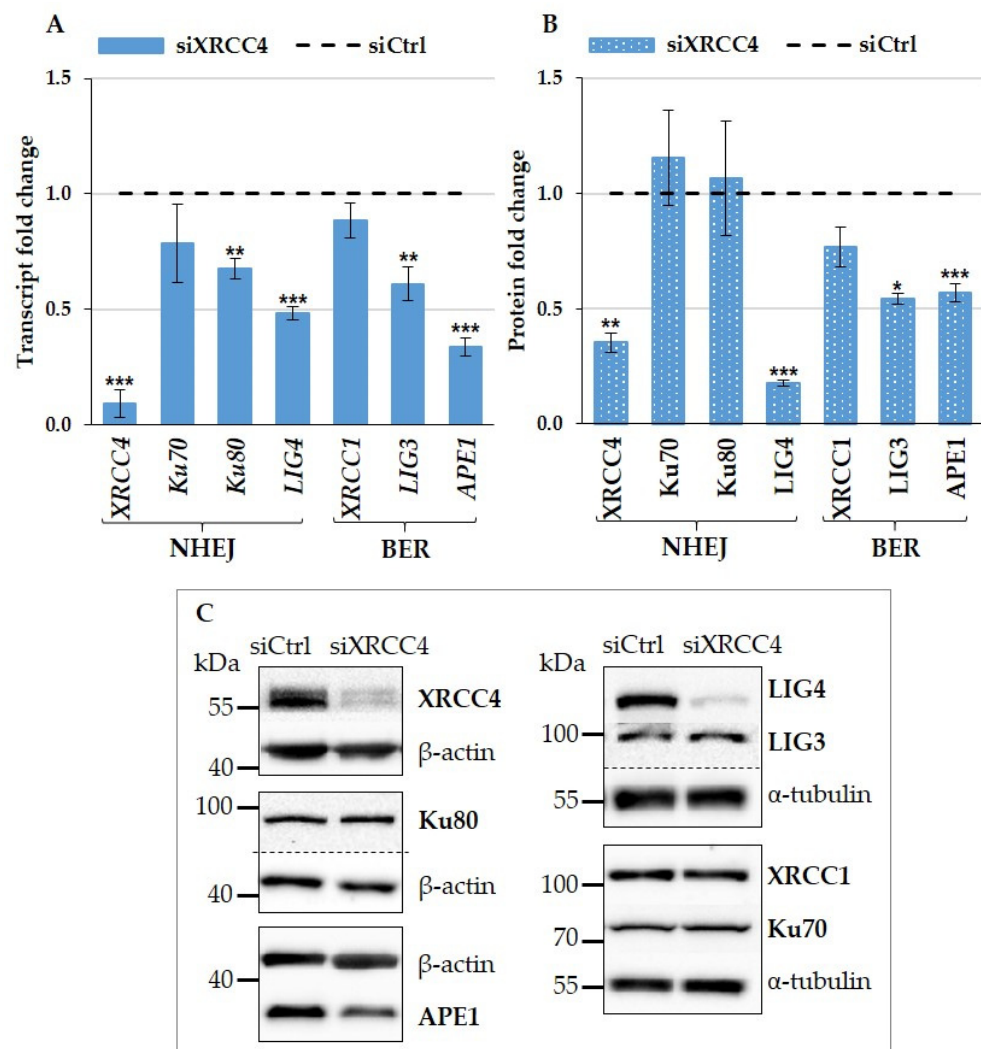 A
siXRCC4 siCtrl
Transcript fold change
1.5
1.0
0.5
0.0
***
**
***
**
***
XRCC4 Ku70 Ku80 LIG4 XRCC1 LIG3 APE1
NHEJ BER
B
siXRCC4 siCtrl
Protein fold change
1.5
1.0
0.5
0.0
**
***
*
***
XRCC4 Ku70 Ku80 LIG4 XRCC1 LIG3 APE1
NHEJ BER
C
siCtrl siXRCC4
kDa
55
XRCC4
40
β-actin
100
Ku80
40
β-actin
40
β-actin
APE1
siCtrl siXRCC4
LIG4
100
LIG3
55
α-tubulin
100
XRCC1
70
Ku70
55
α-tubulin